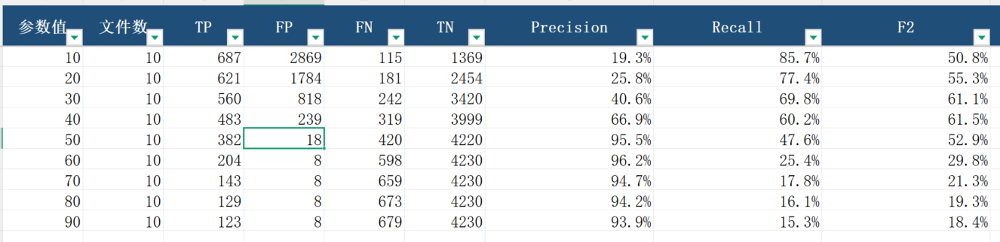 参数值 文件数 TP FP FN TN Precision Recall F2
10 10 687 2869 115 1369 19.3% 85.7% 50.8%
20 10 621 1784 181 2454 25.8% 77.4% 55.3%
30 10 560 818 242 3420 40.6% 69.8% 61.1%
40 10 483 239 319 3999 66.9% 60.2% 61.5%
50 10 382 18 420 4220 95.5% 47.6% 52.9%
60 10 204 8 598 4230 96.2% 25.4% 29.8%
70 10 143 8 659 4230 94.7% 17.8% 21.3%
80 10 129 8 673 4230 94.2% 16.1% 19.3%
90 10 123 8 679 4230 93.9% 15.3% 18.4%